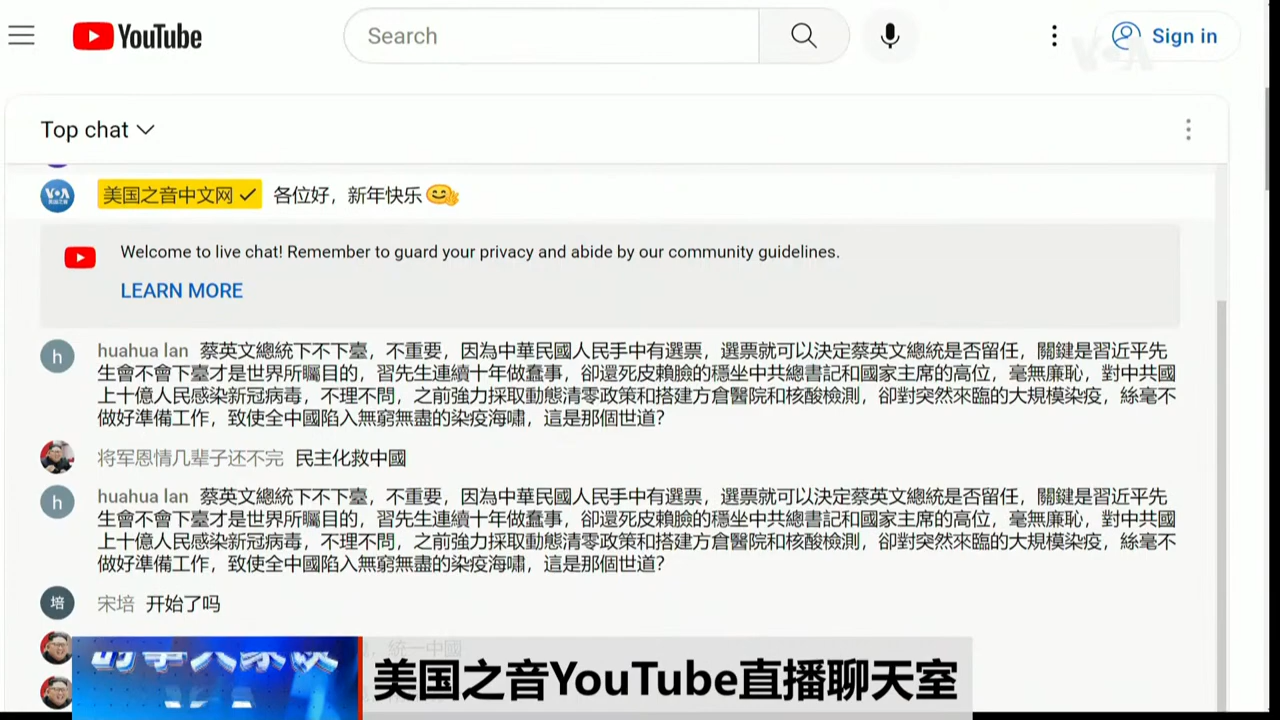 YouTube
Search
Sign in
VOA
Top chat
VOA
美国之音中文网 各位好，新年快乐
Welcome to live chat! Remember to guard your privacy and abide by our community guidelines.
LEARN MORE
h huahua lan 蔡英文總統下不下臺，不重要，因為中華民國人民手中有選票，選票就可以決定蔡英文總統是否留任，關鍵是習近平先
生會不會下臺才是世界所矚目的，習先生連續十年做蠢事，卻還死皮賴臉的穩坐中共總書記和國家主席的高位，毫無廉恥，對中共國
上十億人民感染新冠病毒，不理不問，之前強力採取動態清零政策和搭建方倉醫院和核酸檢測，卻對突然來臨的大規模染疫，絲毫不
做好準備工作，致使全中國陷入無窮無盡的染疫海嘯，這是那個世道？
将军恩情几辈子还不完 民主化救中國
h huahua lan 蔡英文總統下不下臺，不重要，因為中華民國人民手中有選票，選票就可以決定蔡英文總統是否留任，關鍵是習近平先
生會不會下臺才是世界所矚目的，習先生連續十年做蠢事，卻還死皮賴臉的穩坐中共總書記和國家主席的高位，毫無廉恥，對中共國
上十億人民感染新冠病毒，不理不問，之前強力採取動態清零政策和搭建方倉醫院和核酸檢測，卻對突然來臨的大規模染疫，絲毫不
做好準備工作，致使全中國陷入無窮無盡的染疫海嘯，這是那個世道？
培 宋培 开始了吗
統一中國
时事大家谈
美国之音YouTube直播聊天室